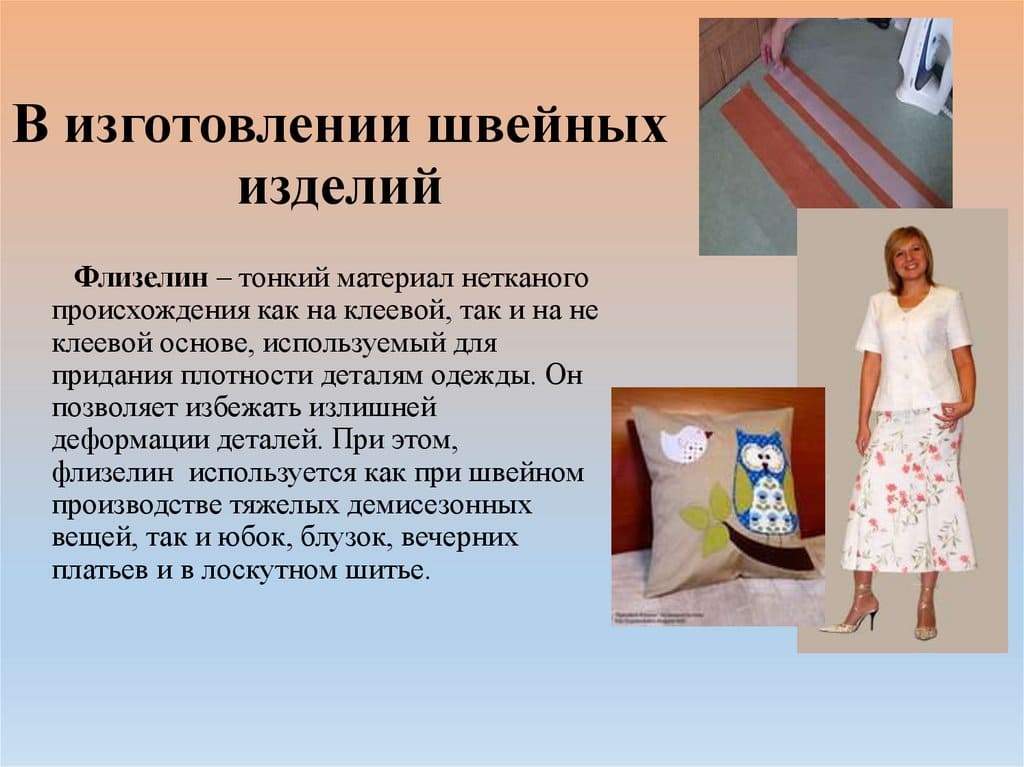 В изготовлении швейных
изделий
Флизелин – тонкий материал нетканого
происхождения как на клеевой, так и на не
клеевой основе, используемый для
придания плотности деталям одежды. Он
позволяет избежать излишней
деформации деталей. При этом,
флизелин  используется как при швейном
производстве тяжелых демисезонных
вещей, так и юбок, блузок, вечерних
платьев и в лоскутном шитье.